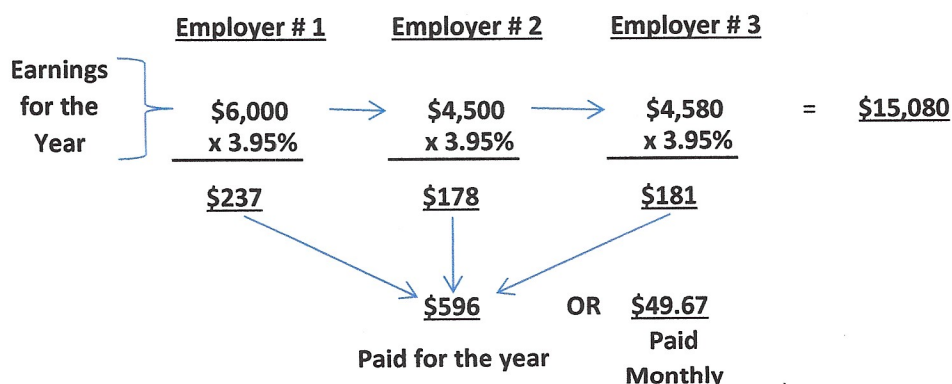 Employer # 1 Employer # 2 Employer # 3
Earnings
for the
Year
$6,000 $4,500 $4,580 = $15,080
x 3.95% x 3.95% x 3.95%
$237 $178 $181
$596 OR $49.67
Paid for the year
Paid
Monthly